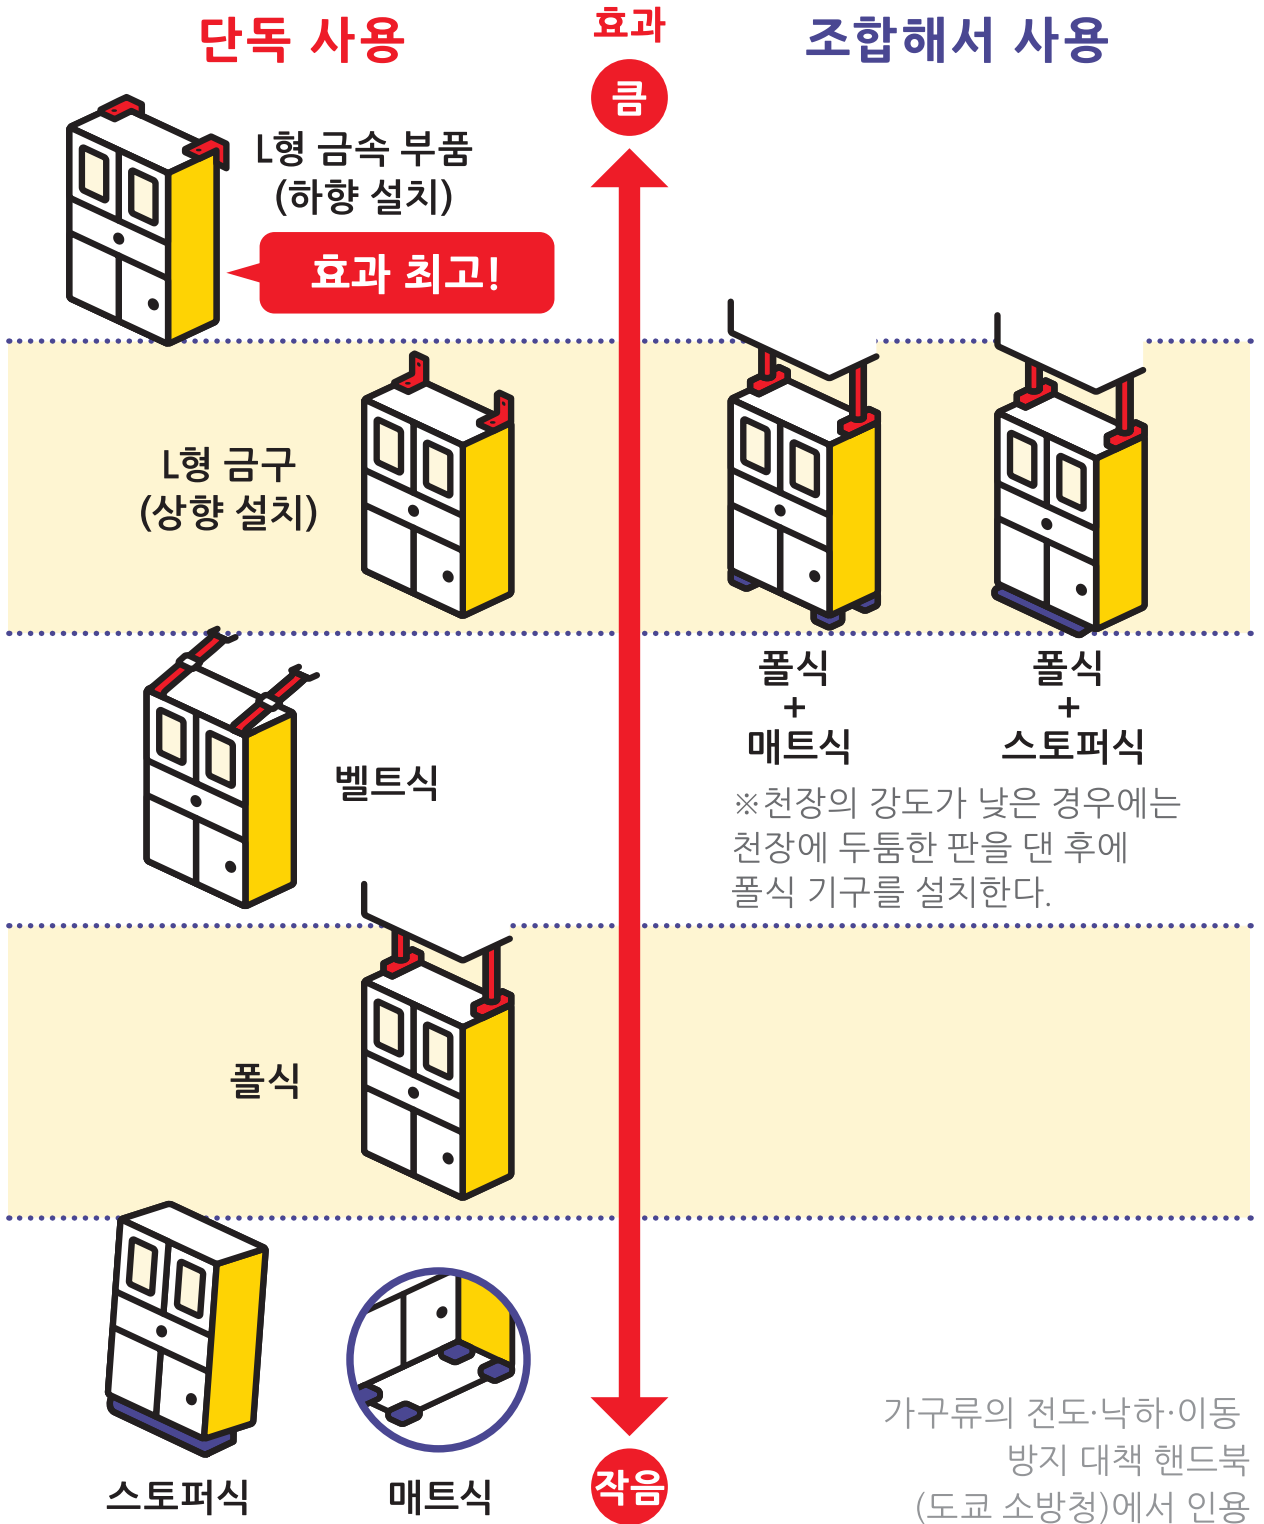 단독 사용
효과
조합해서 사용
큼
L형 금속 부품
(하향 설치)
효과 최고!
L형 금구
(상향 설치)
폴식
+
매트식
폴식
+
스토퍼식
벨트식
※천장의 강도가 낮은 경우에는
천장에 두툼한 판을 댄 후에
폴식 기구를 설치한다.
폴식
스토퍼식
매트식
작음
가구류의 전도·낙하·이동
방지 대책 핸드북
(도쿄 소방청)에서 인용